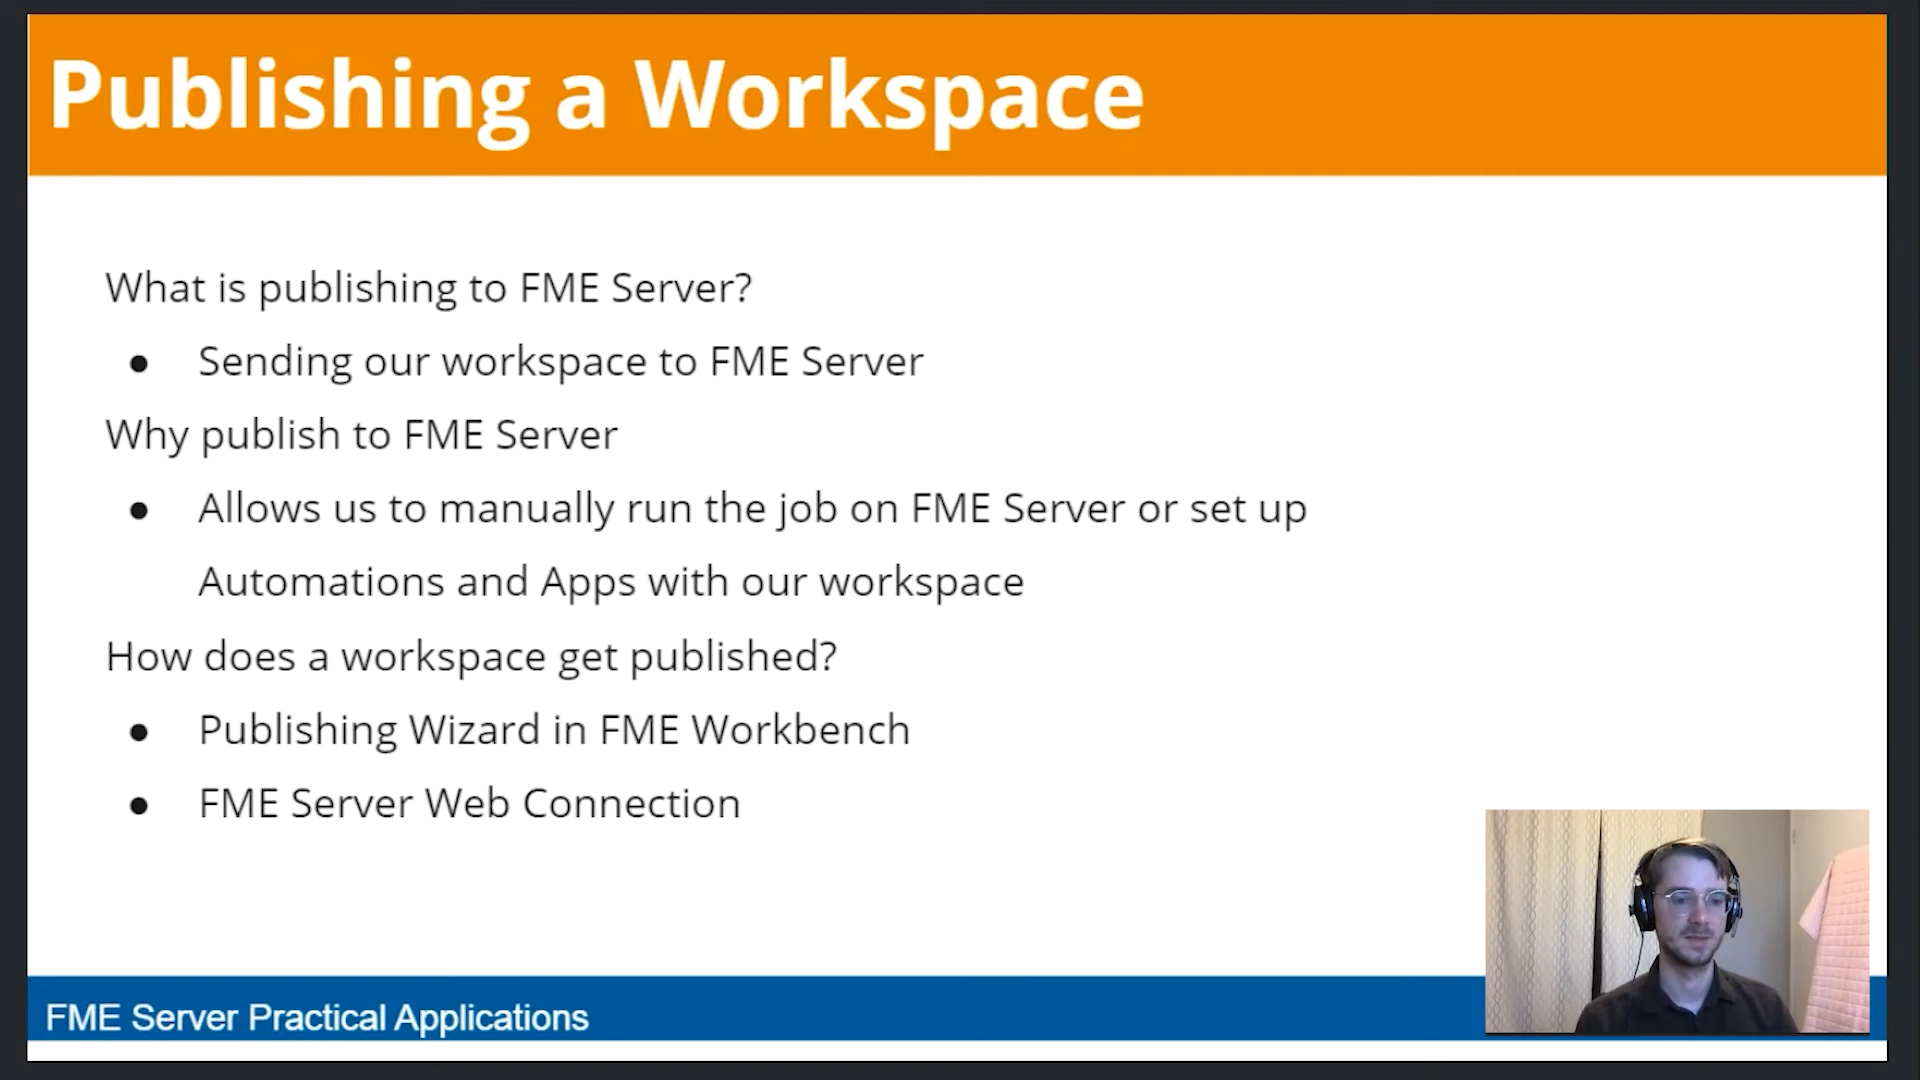 Publishing a Workspace
What is publishing to FME Server?
● Sending our workspace to FME Server
Why publish to FME Server
● Allows us to manually run the job on FME Server or set up
Automations and Apps with our workspace
How does a workspace get published?
● Publishing Wizard in FME Workbench
● FME Server Web Connection
FME Server Practical Applications